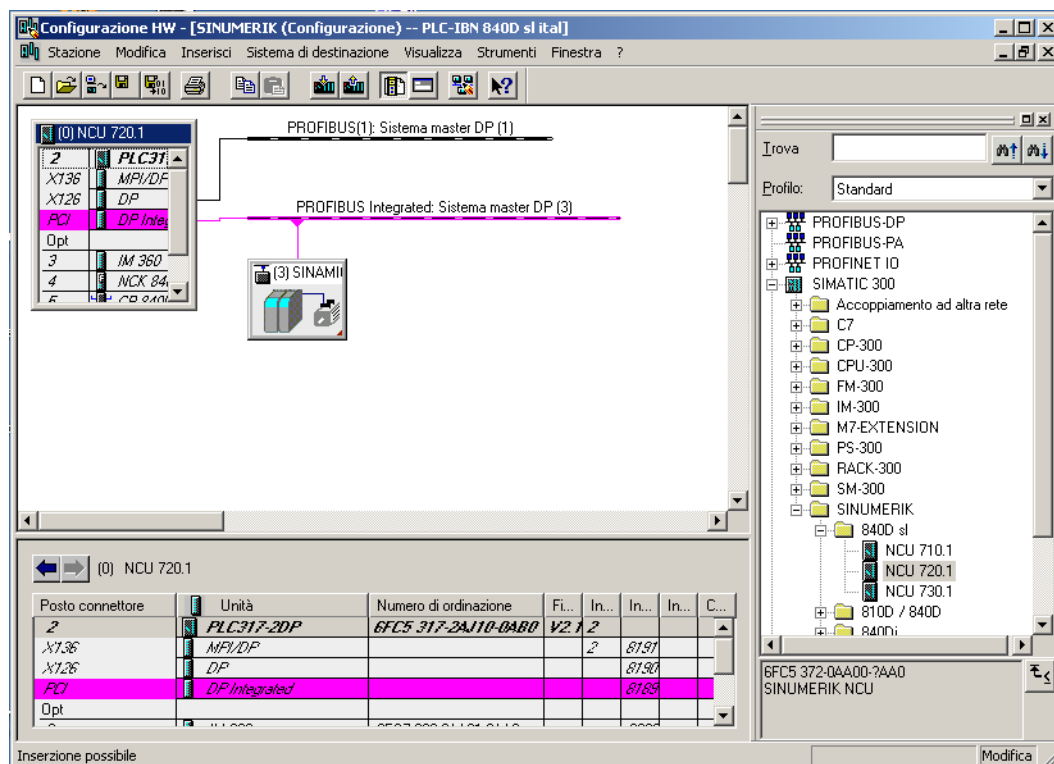 Configurazione HW - [SINUMERIK (Configurazione) -- PLC-IBN 840D sl ital]
Stazione Modifica Inserisci Sistema di destinazione Visualizza Strumenti Finestra ?
(0) NCU 720.1
2 PLC31
X136 MPI/DP
X126 DP
PCI DP Integ
Opt
3 IM 360
4 NCK 84
5 CP 840
PROFIBUS(1): Sistema master DP (1)
PROFIBUS Integrated: Sistema master DP (3)
(3) SINAMI
Trova
Profilo: Standard
PROFIBUS-DP
PROFIBUS-PA
PROFINET IO
SIMATIC 300
Accoppiamento ad altra rete
C7
CP-300
CPU-300
FM-300
IM-300
M7-EXTENSION
PS-300
RACK-300
SM-300
SINUMERIK
840D sl
NCU 710.1
NCU 720.1
NCU 730.1
810D / 840D
840Di
6FC5 372-0AA00-?AA0
SINUMERIK NCU
(0) NCU 720.1
Posto connettore Unità Numero di ordinazione Fi... In... In... In... C...
2 PLC317-2DP 6FC5 317-2AJ10-0AB0 V2.1 2
X136 MPI/DP 2 8191
X126 DP 8190
PCI DP Integrated 8189
Opt
Inserzione possibile
Modifica